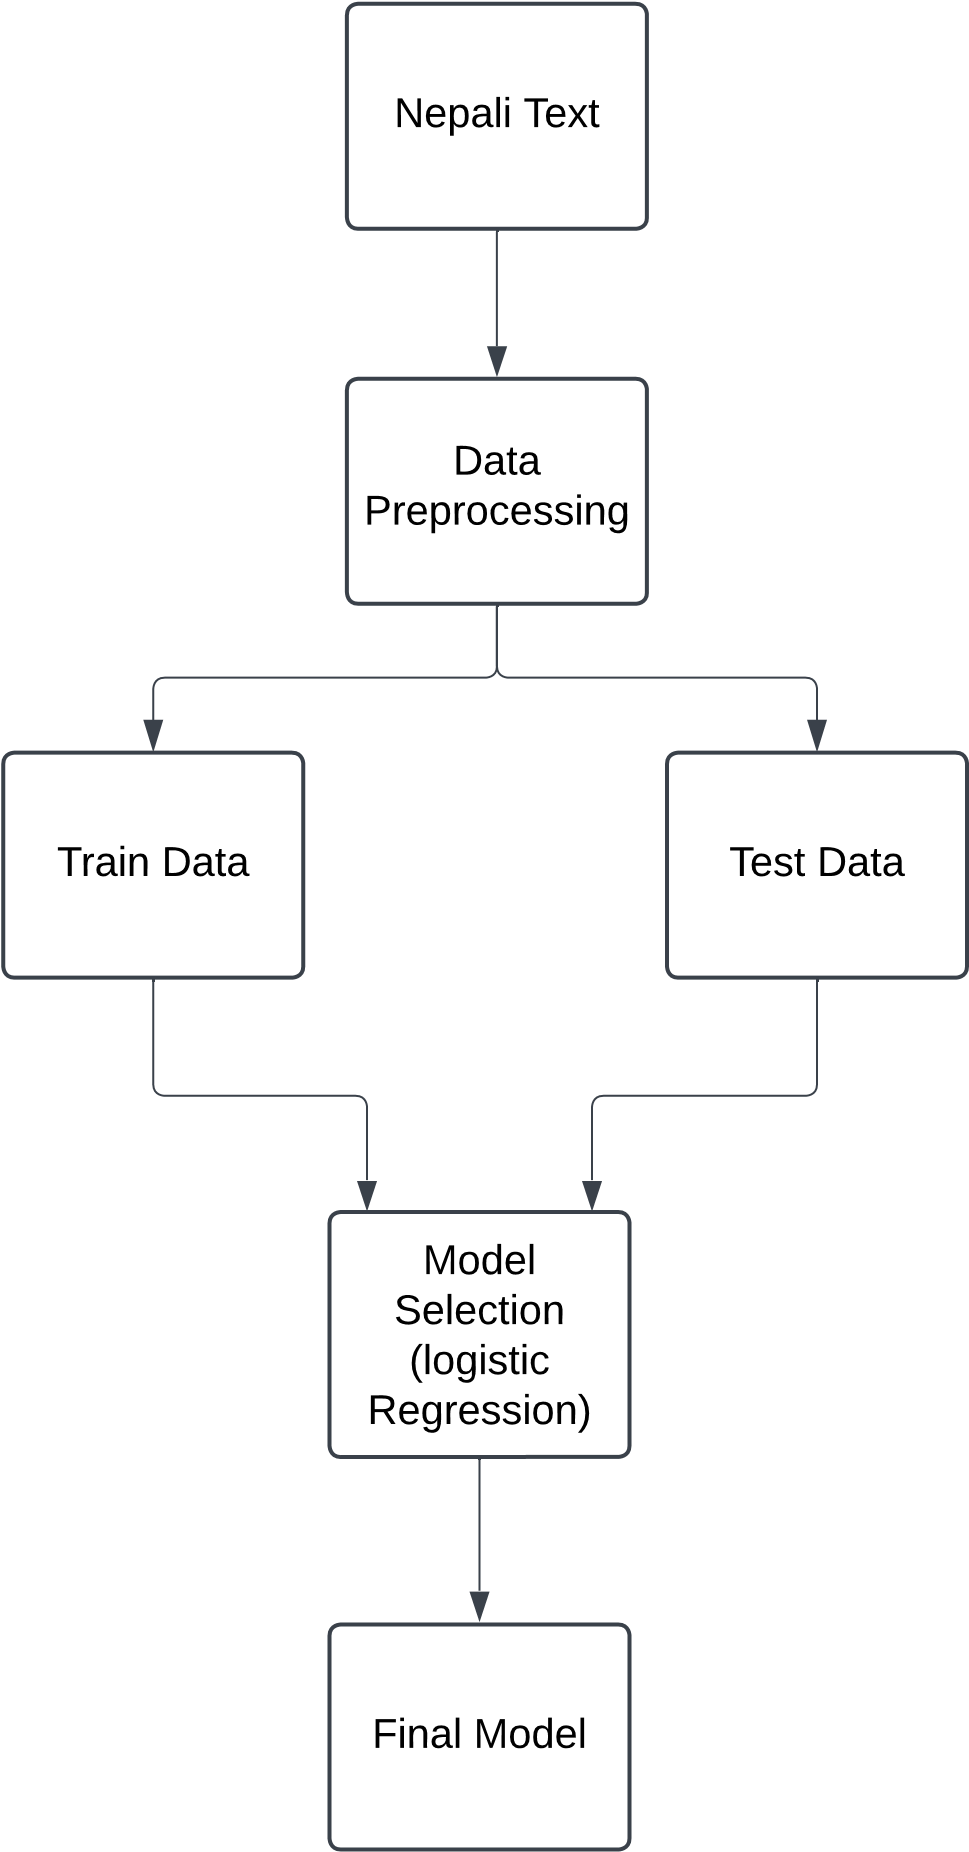 Nepali Text
Data
Preprocessing
Train Data
Test Data
Model
Selection
(logistic
Regression)
Final Model